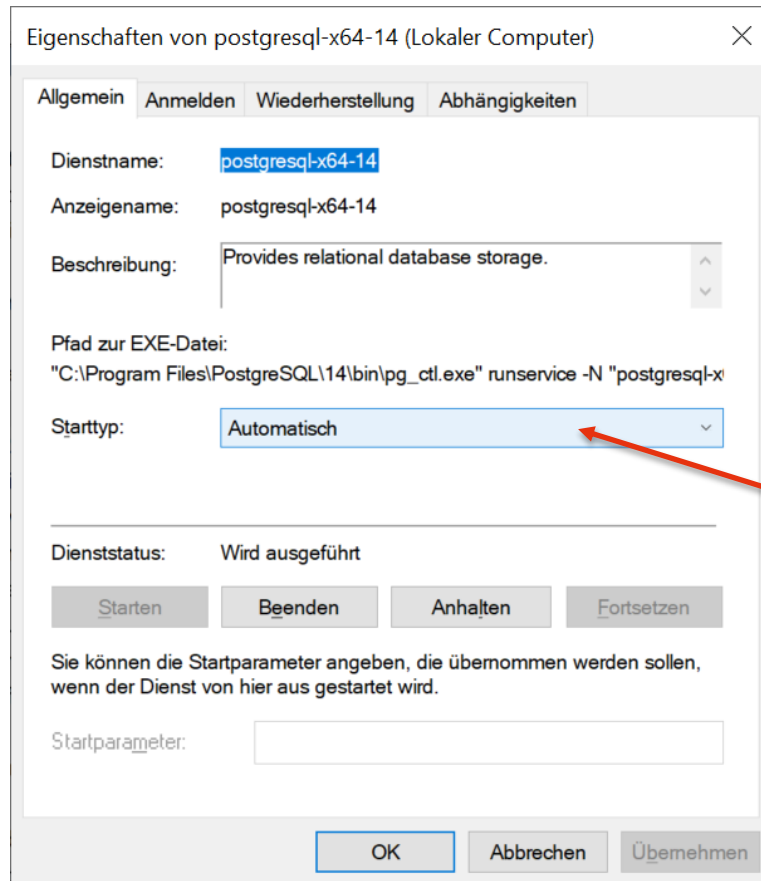 Eigenschaften von postgresql-x64-14 (Lokaler Computer)
Allgemein Anmelden Wiederherstellung Abhängigkeiten
Dienstname: postgresql-x64-14
Anzeigename: postgresql-x64-14
Beschreibung: Provides relational database storage.
Pfad zur EXE-Datei:
"C:\Program Files\PostgreSQL\14\bin\pg_ctl.exe" runservice -N "postgresql-x
Starttyp: Automatisch
Dienststatus: Wird ausgeführt
Starten Beenden Anhalten Fortsetzen
Sie können die Startparameter angeben, die übernommen werden sollen,
wenn der Dienst von hier aus gestartet wird.
Startparameter:
OK Abbrechen Übernehmen